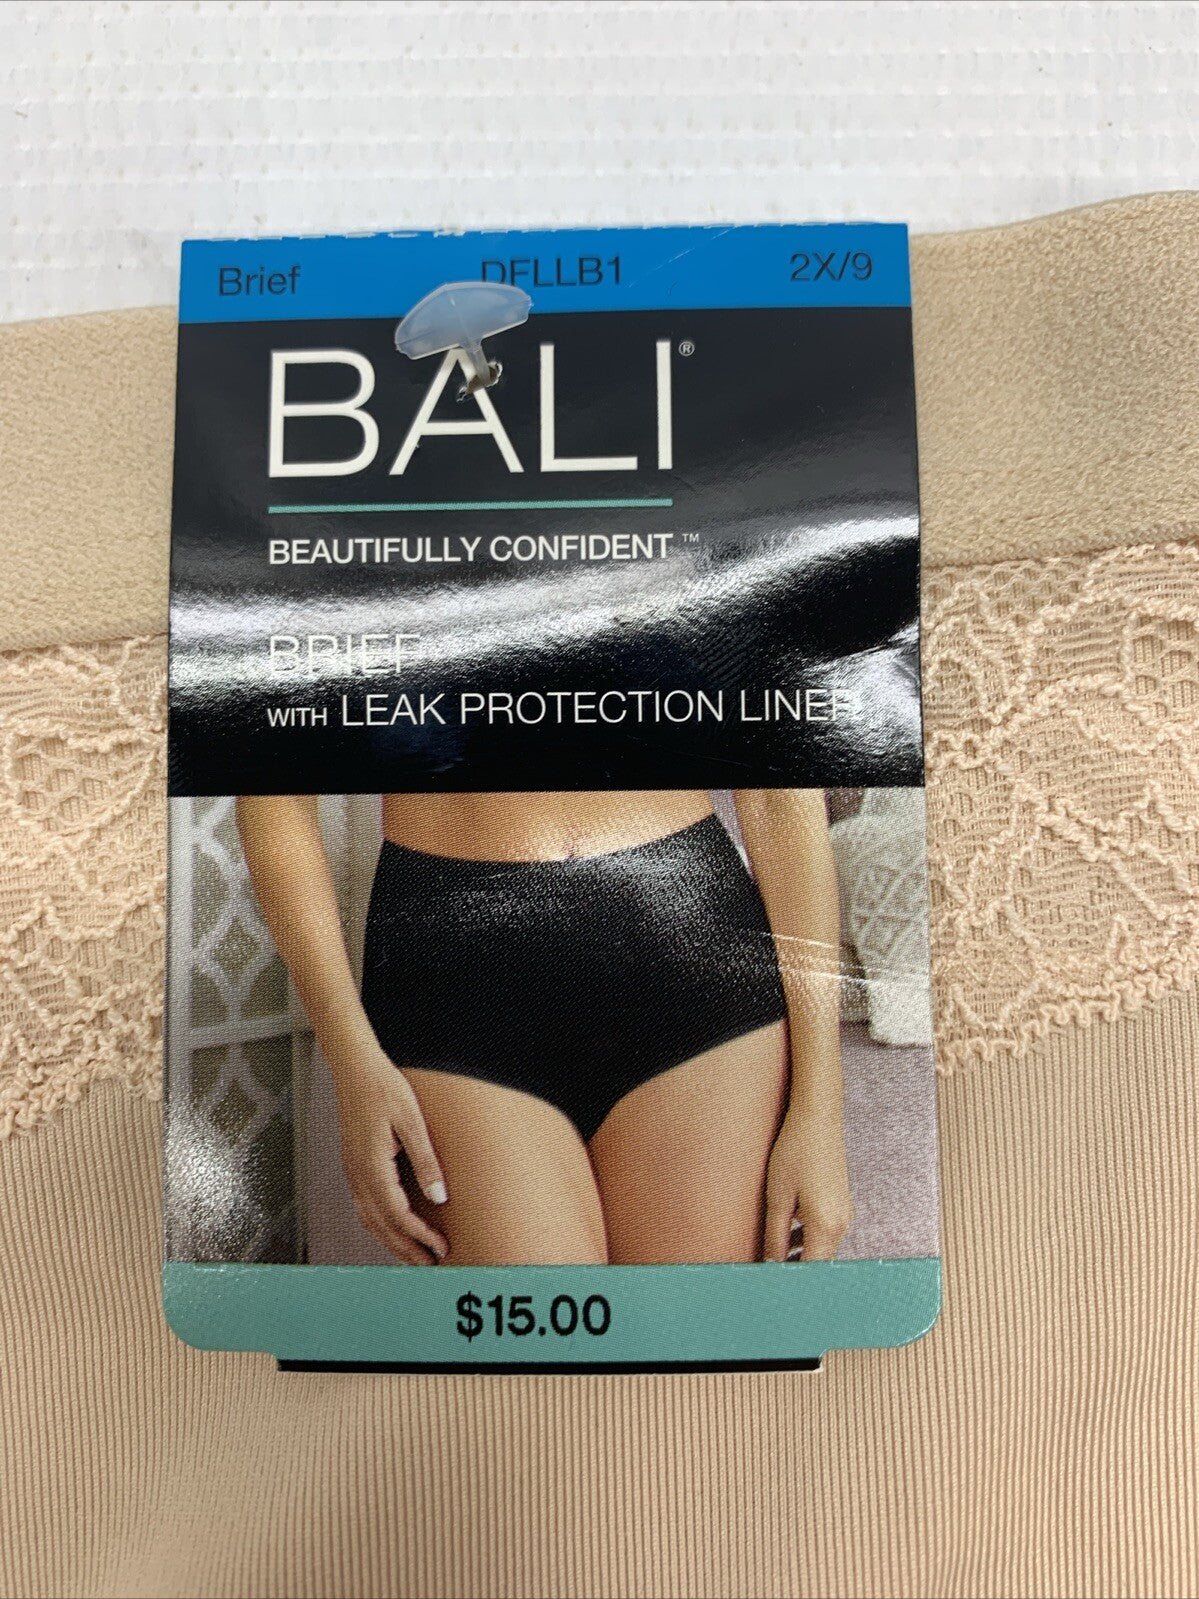 Brief DFLLB1 2X/9
BALI®
BEAUTIFULLY CONFIDENT™
BRIEF
WITH LEAK PROTECTION LINER
$15.00